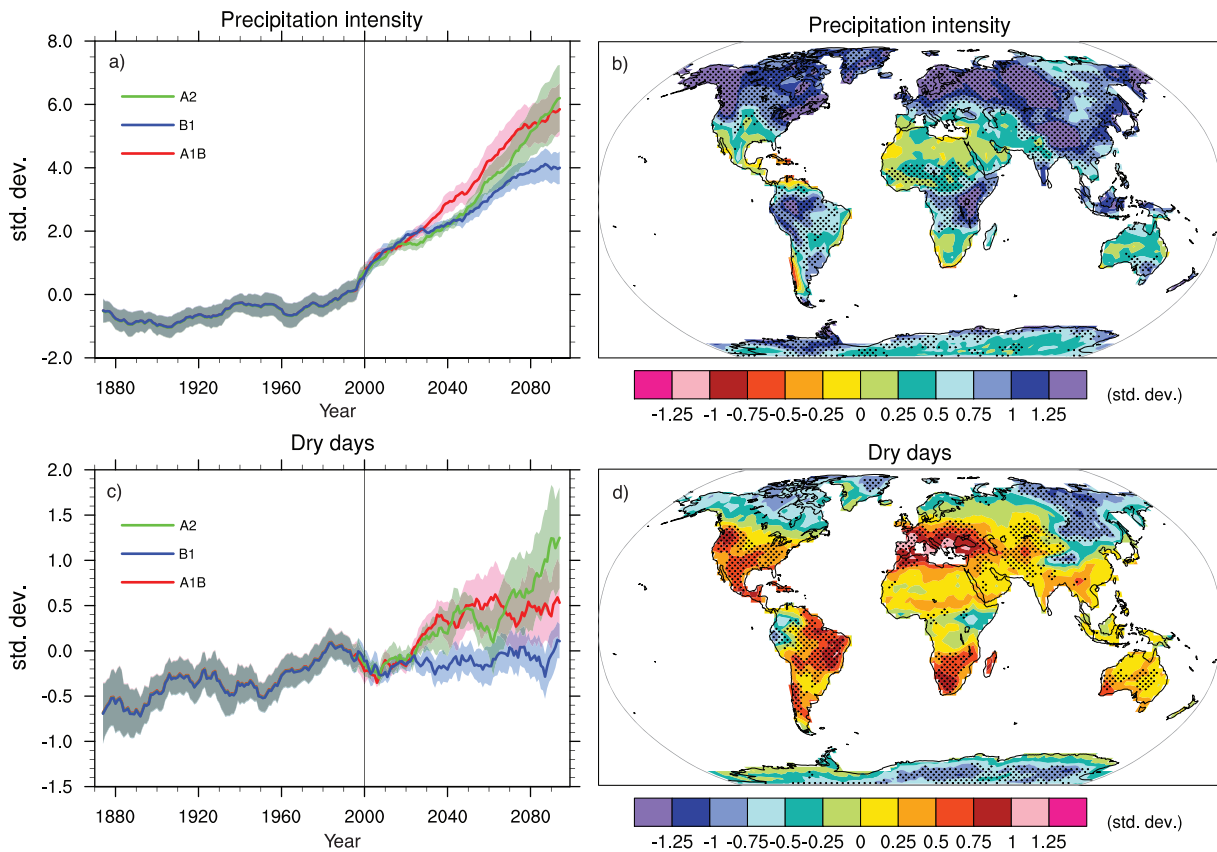 Precipitation intensity
a)
8.0
6.0
4.0
2.0
0.0
-2.0
std. dev.
A2
B1
A1B
1880 1920 1960 2000 2040 2080
Year
Precipitation intensity
b)
-1.25 -1 -0.75 -0.5 -0.25 0 0.25 0.5 0.75 1 1.25 (std. dev.)
Dry days
c)
2.0
1.5
1.0
0.5
0.0
-0.5
-1.0
-1.5
std. dev.
A2
B1
A1B
1880 1920 1960 2000 2040 2080
Year
Dry days
d)
-1.25 -1 -0.75 -0.5 -0.25 0 0.25 0.5 0.75 1 1.25 (std. dev.)